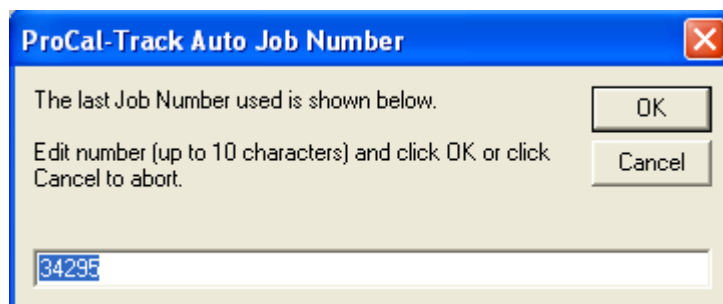 ProCal-Track Auto Job Number
The last Job Number used is shown below.
OK
Edit number (up to 10 characters) and click OK or click
Cancel to abort.
Cancel
34295